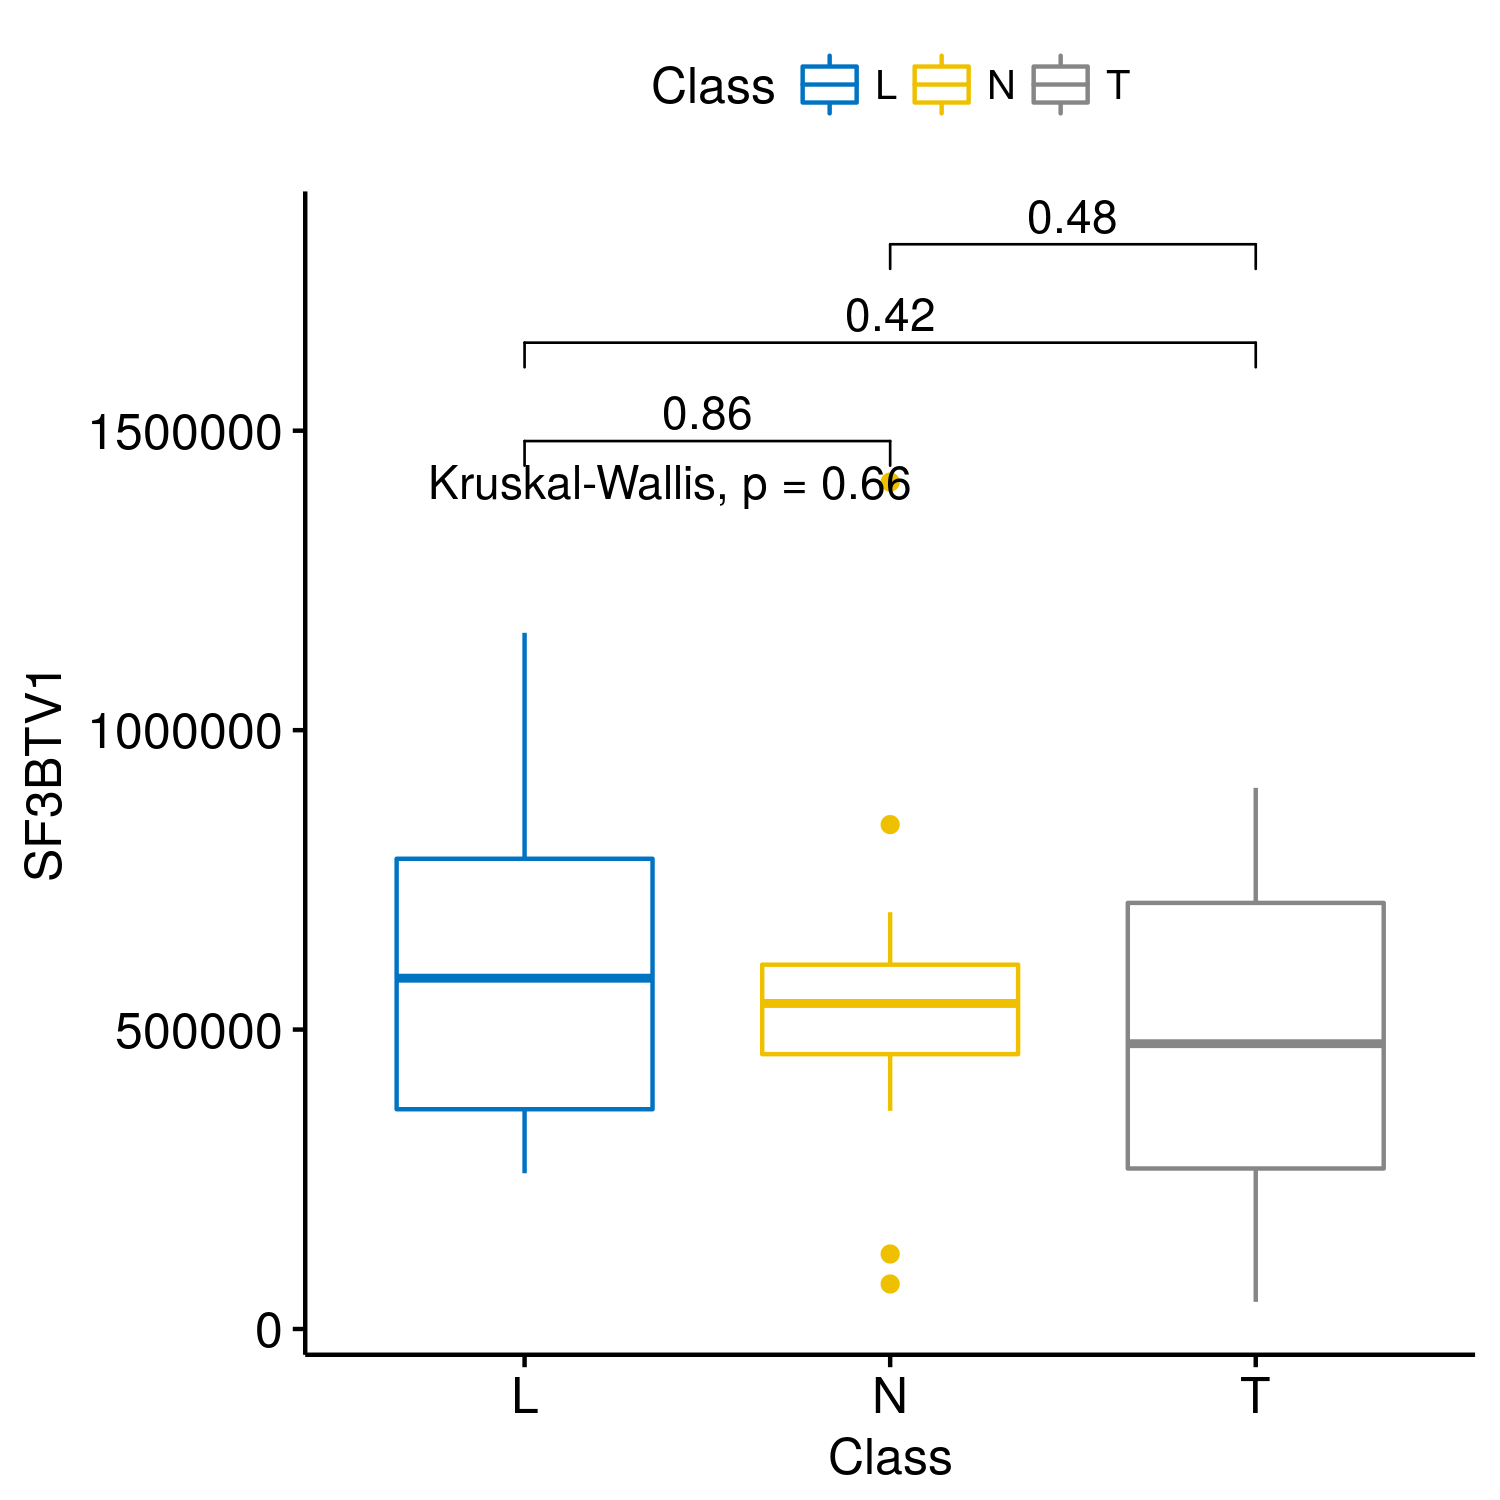 Class L N T
0.48
0.42
0.86
Kruskal-Wallis, p = 0.66
SF3BTV1
1500000
1000000
500000
0
L N T
Class